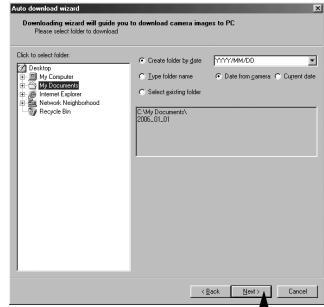 Auto download wizard
Downloading wizard will guide you to download camera images to PC
Please select folder to download
Click to select folder:
Desktop
My Computer
My Documents
Internet Explorer
Network Neighborhood
Recycle Bin
Create folder by date YYYY/MM/DD
Type folder name Date from camera Current date
Select existing folder
C:\My Documents\
2006_01_01
< Back Next > Cancel